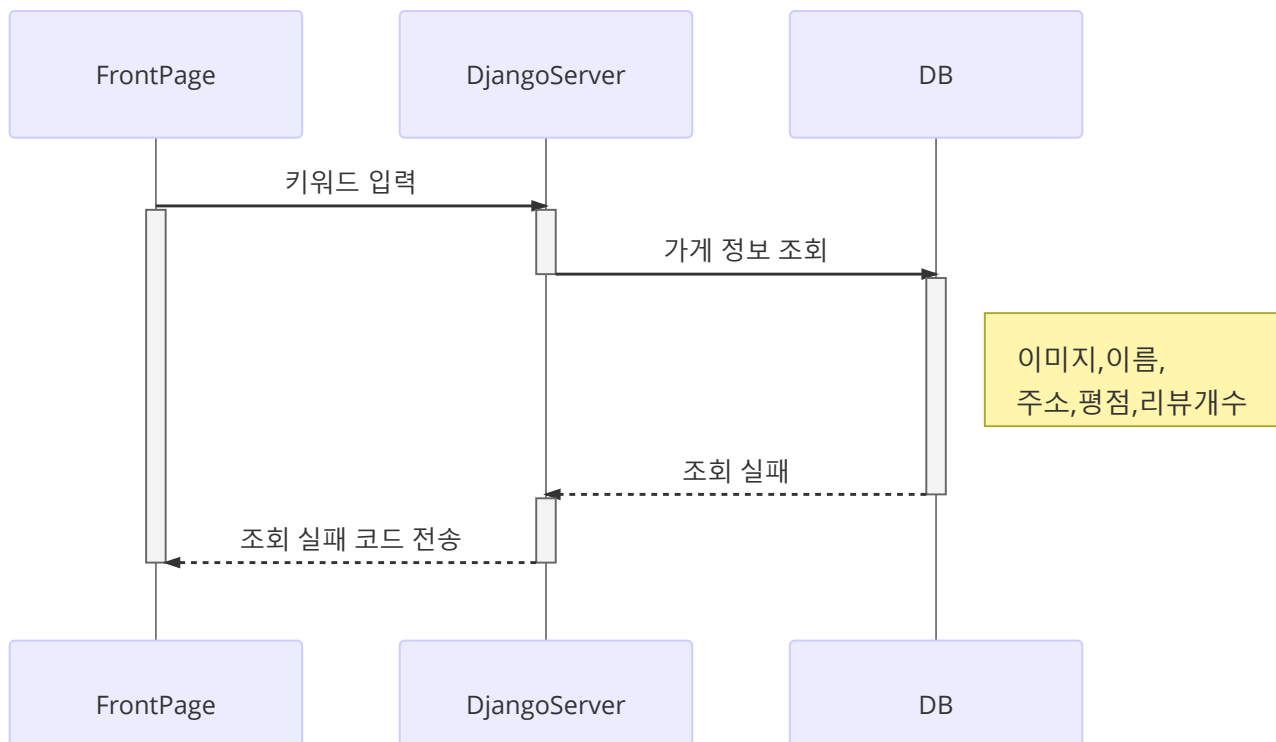 FrontPage
DjangoServer
DB
키워드 입력
가게 정보 조회
이미지,이름,
주소,평점,리뷰개수
조회 실패
조회 실패 코드 전송
FrontPage
DjangoServer
DB